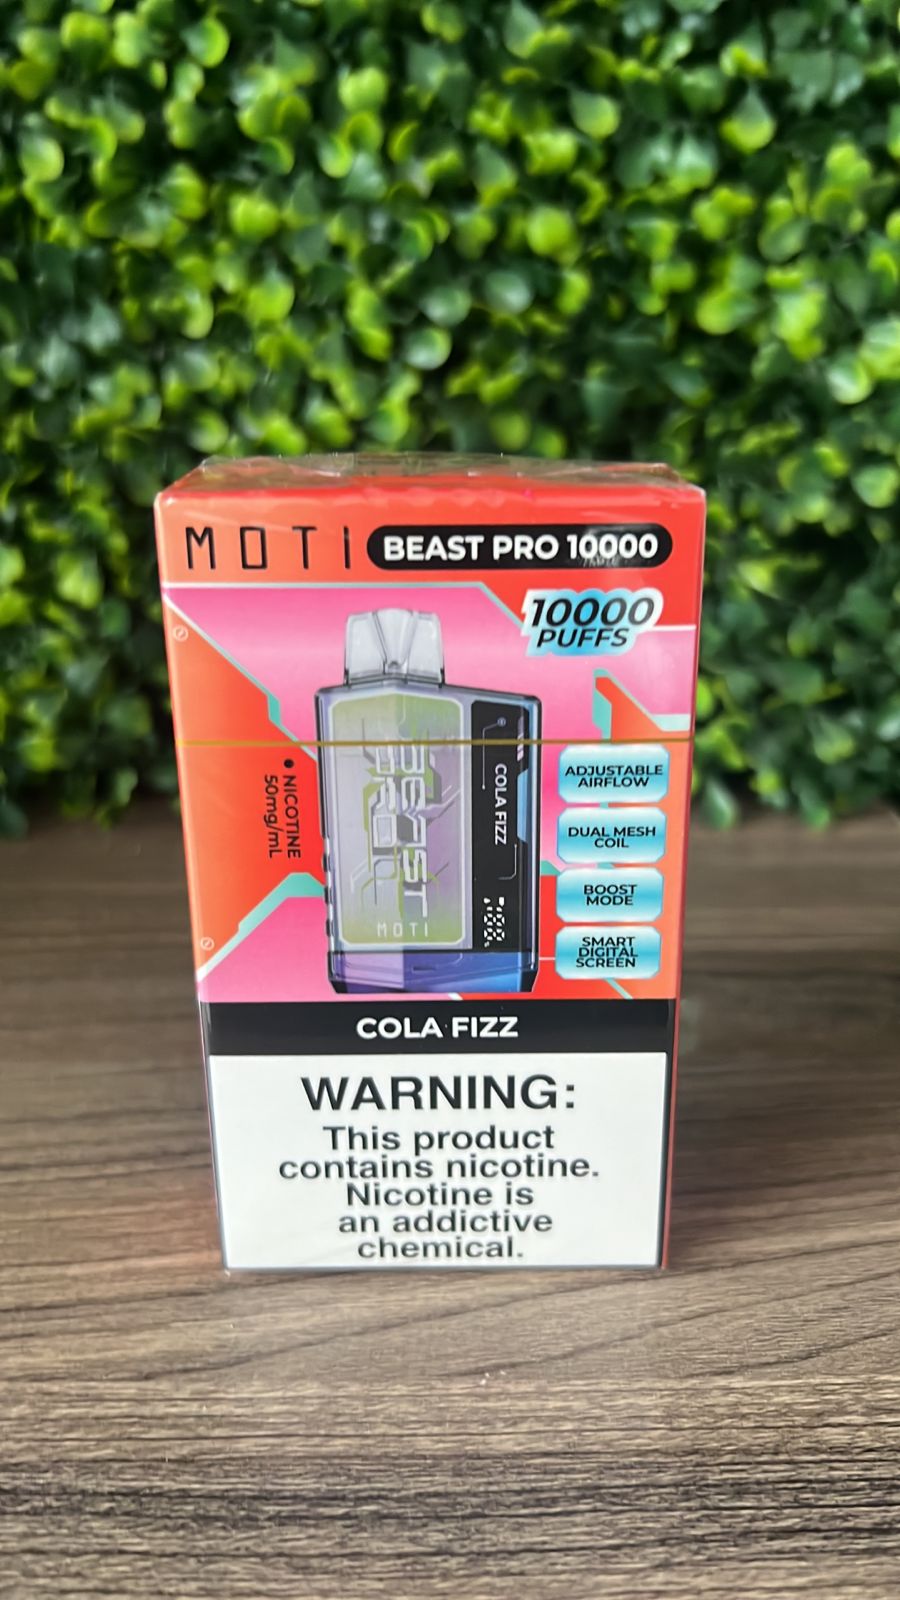 MOTI BEAST PRO 10000
10000
PUFFS
ADJUSTABLE
AIRFLOW
DUAL MESH
COIL
BOOST
MODE
SMART
DIGITAL
SCREEN
• NICOTINE
50mg/mL
COLA FIZZ
BEAST
MOTI
COLA FIZZ
WARNING:
This product
contains nicotine.
Nicotine is
an addictive
chemical.